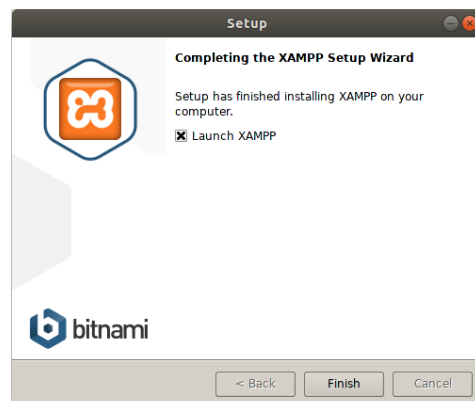 Setup
Completing the XAMPP Setup Wizard
Setup has finished installing XAMPP on your
computer.
Launch XAMPP
bitnami
< Back
Finish
Cancel